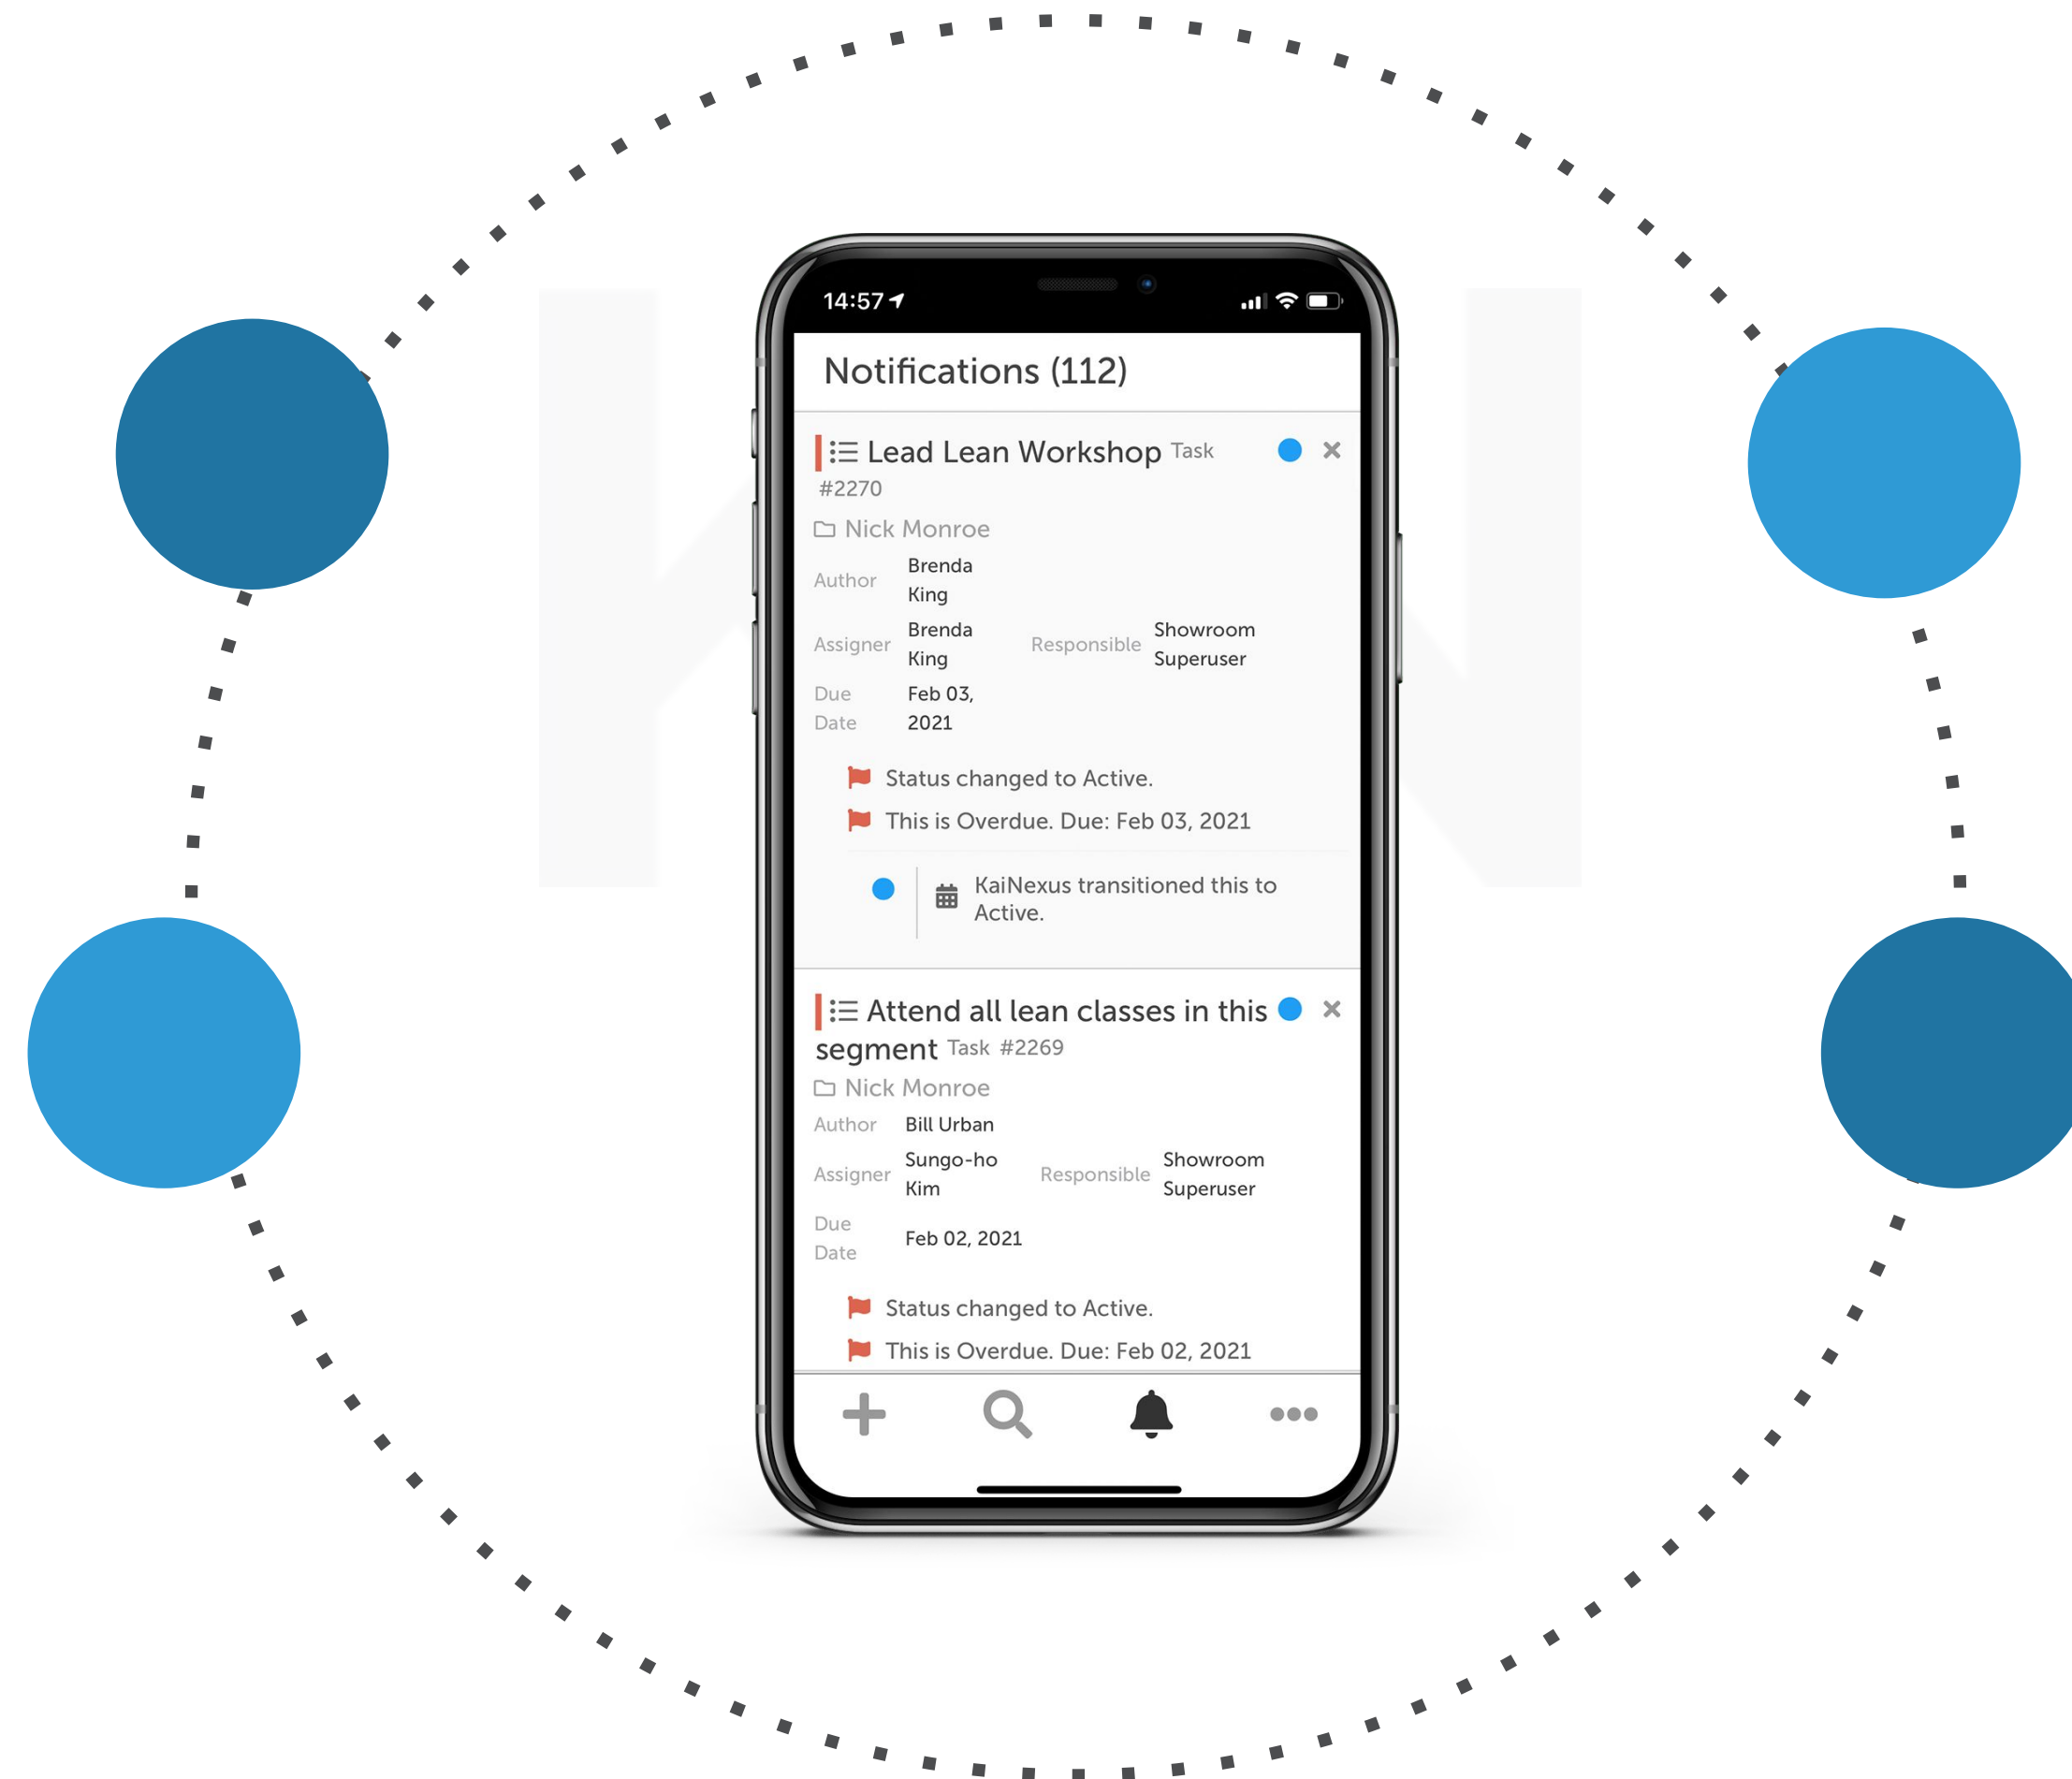 14:57
Notifications (112)
Lead Lean Workshop Task
#2270
Nick Monroe
Author Brenda
King
Assigner Brenda
King Responsible Showroom
Superuser
Due
Date Feb 03,
2021
Status changed to Active.
This is Overdue. Due: Feb 03, 2021
KaiNexus transitioned this to
Active.
Attend all lean classes in this
segment Task #2269
Nick Monroe
Author Bill Urban
Assigner Sungo-ho
Kim Responsible Showroom
Superuser
Due
Date Feb 02, 2021
Status changed to Active.
This is Overdue. Due: Feb 02, 2021